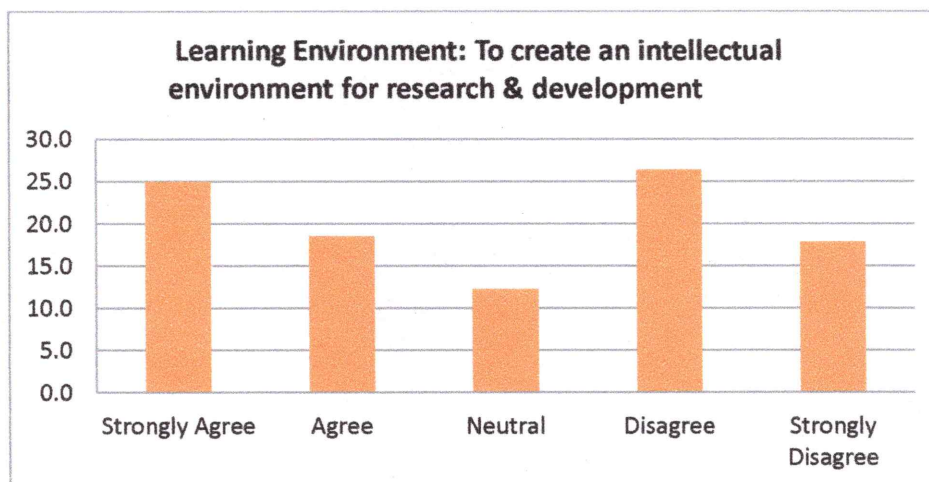 Learning Environment: To create an intellectual
environment for research & development
30.0
25.0
20.0
15.0
10.0
5.0
0.0
Strongly Agree
Agree
Neutral
Disagree
Strongly
Disagree